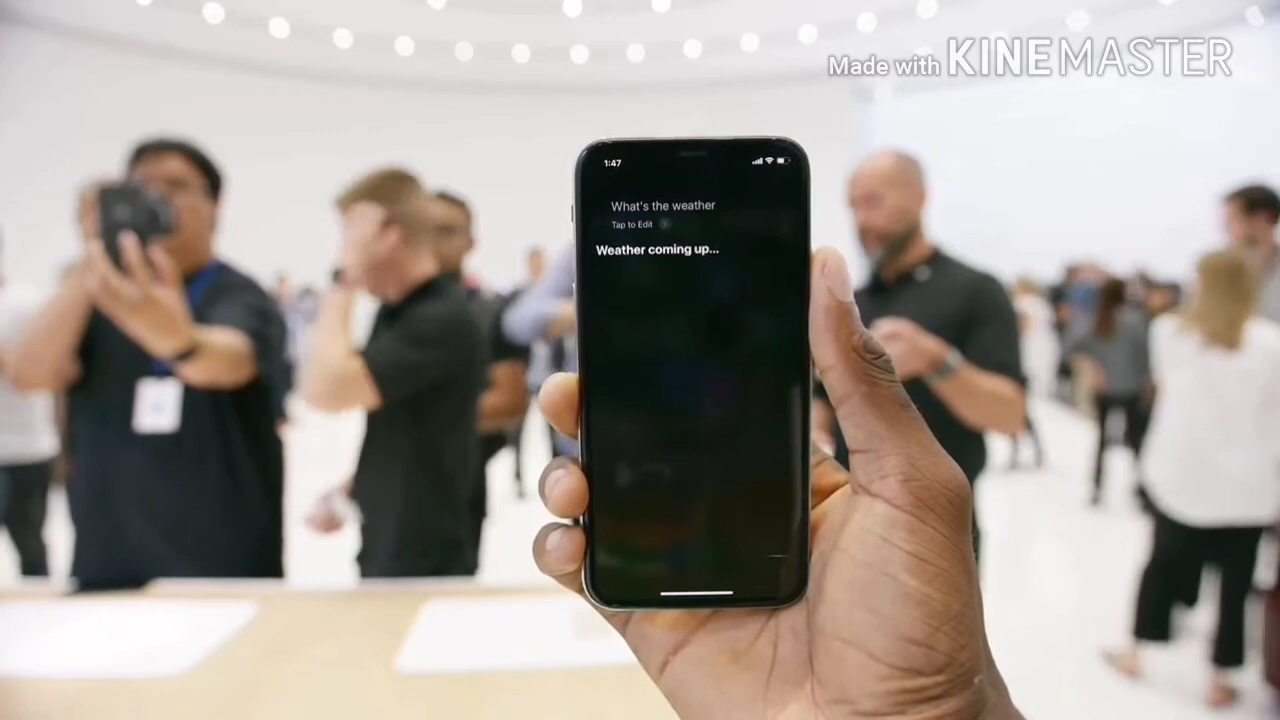 Made with KINEMASTER
1:47
What's the weather
Tap to Edit
Weather coming up...